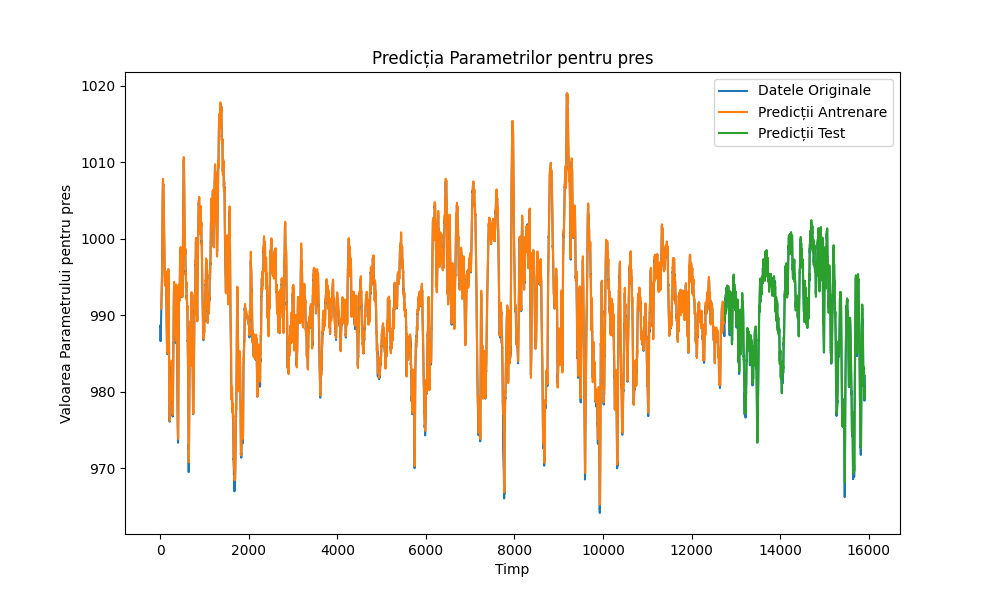 Predicția Parametrilor pentru pres
Datele Originale
Predicții Antrenare
Predicții Test
Valoarea Parametrului pentru pres
1020
1010
1000
990
980
970
0 2000 4000 6000 8000 10000 12000 14000 16000
Timp